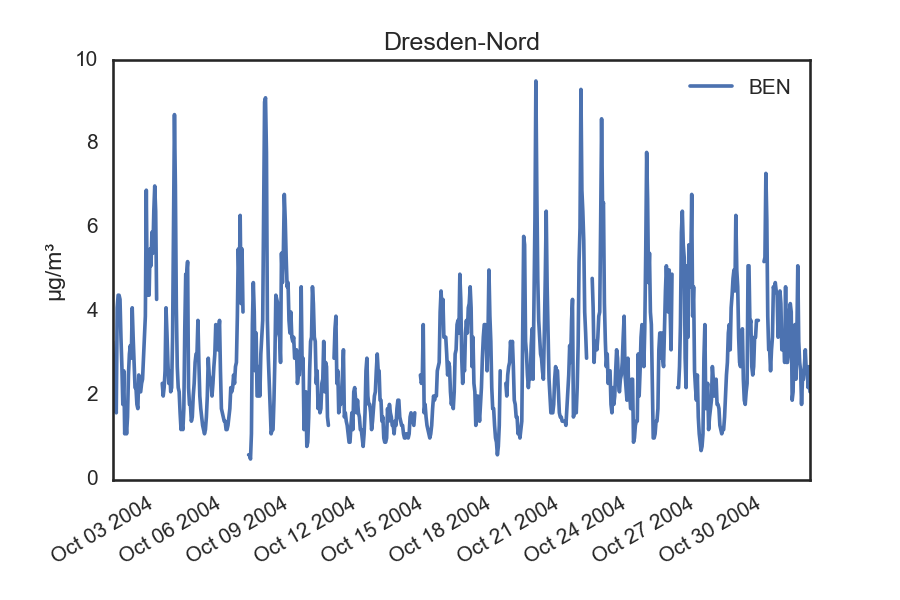 Dresden-Nord
10
8
6
4
2
0
µg/m³
BEN
Oct 03 2004
Oct 06 2004
Oct 09 2004
Oct 12 2004
Oct 15 2004
Oct 18 2004
Oct 21 2004
Oct 24 2004
Oct 27 2004
Oct 30 2004